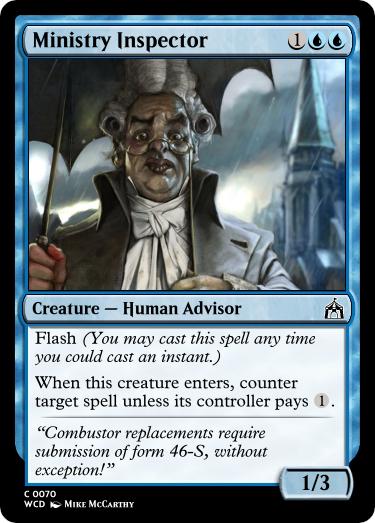 Ministry Inspector 1
Creature — Human Advisor
Flash (You may cast this spell any time
you could cast an instant.)
When this creature enters, counter
target spell unless its controller pays 1.
“Combustor replacements require
submission of form 46-S, without
exception!”
1/3
C 0070
WCD Mike McCarthy